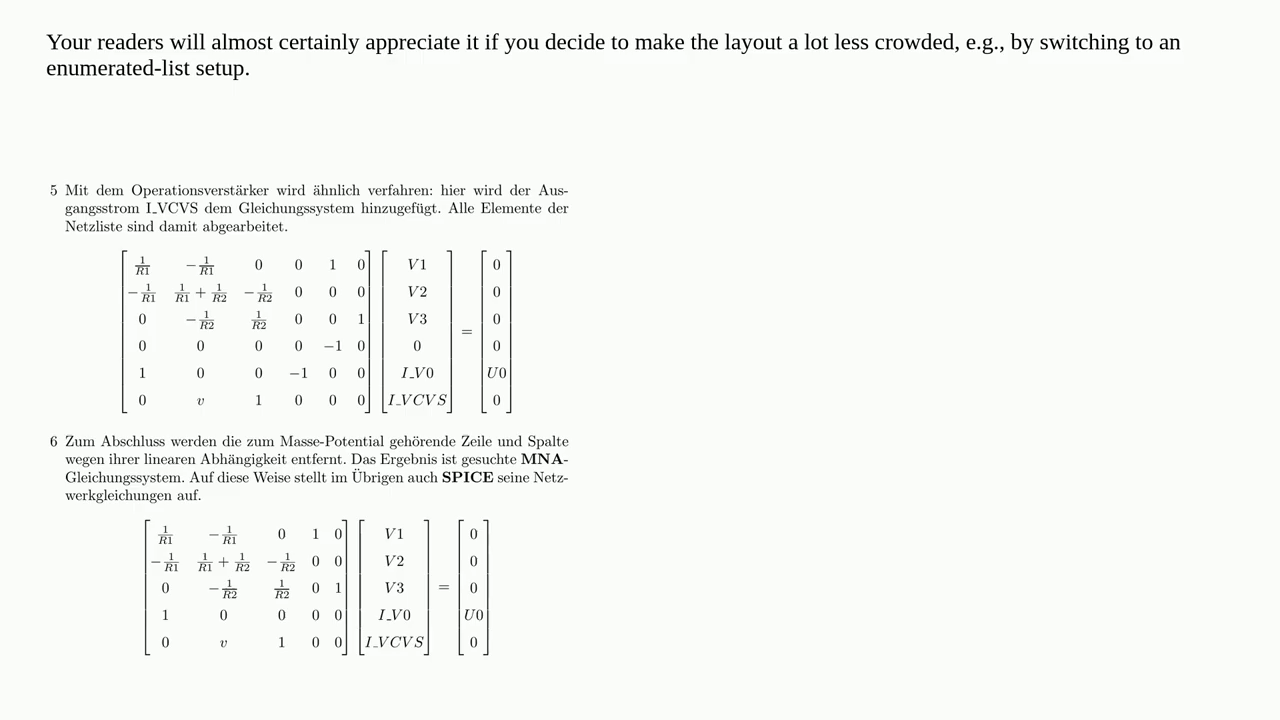 Your readers will almost certainly appreciate it if you decide to make the layout a lot less crowded, e.g., by switching to an
enumerated-list setup.
5 Mit dem Operationsverstärker wird ähnlich verfahren: hier wird der Aus-
gangsstrom I_VCVS dem Gleichungssystem hinzugefügt. Alle Elemente der
Netzliste sind damit abgearbeitet.
1/R1 −1/R1 0 0 1 0 V1 0
−1/R1 1/R1 + 1/R2 −1/R2 0 0 0 V2 0
0 −1/R2 1/R2 0 0 1 V3 = 0
0 0 0 0 −1 0 0 0
1 0 0 −1 0 0 I_V0 U0
0 v 1 0 0 0 I_VCVS 0
6 Zum Abschluss werden die zum Masse-Potential gehörende Zeile und Spalte
wegen ihrer linearen Abhängigkeit entfernt. Das Ergebnis ist gesuchte MNA-
Gleichungssystem. Auf diese Weise stellt im Übrigen auch SPICE seine Netz-
werkgleichungen auf.
1/R1 −1/R1 0 1 0 V1 0
−1/R1 1/R1 + 1/R2 −1/R2 0 0 V2 0
0 −1/R2 1/R2 0 1 V3 = 0
1 0 0 0 0 I_V0 U0
0 v 1 0 0 I_VCVS 0